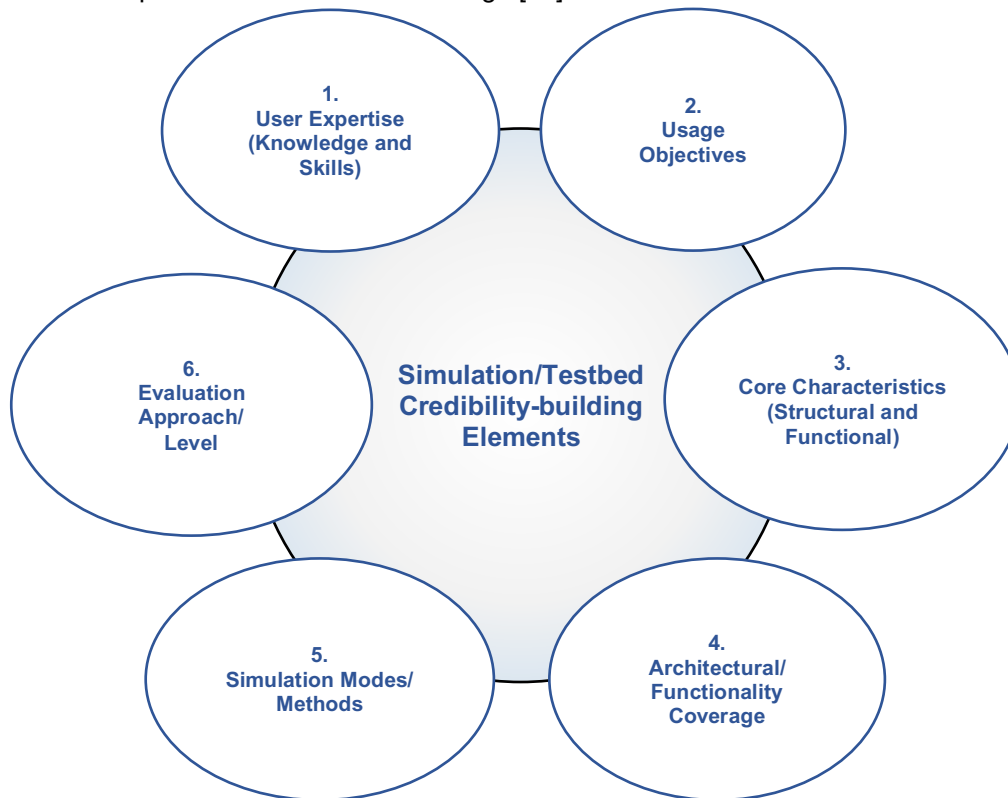 1.
User Expertise
(Knowledge and
Skills)
2.
Usage
Objectives
3.
Core Characteristics
(Structural and
Functional)
Simulation/Testbed
Credibility-building
Elements
6.
Evaluation
Approach/
Level
5.
Simulation Modes/
Methods
4.
Architectural/
Functionality
Coverage